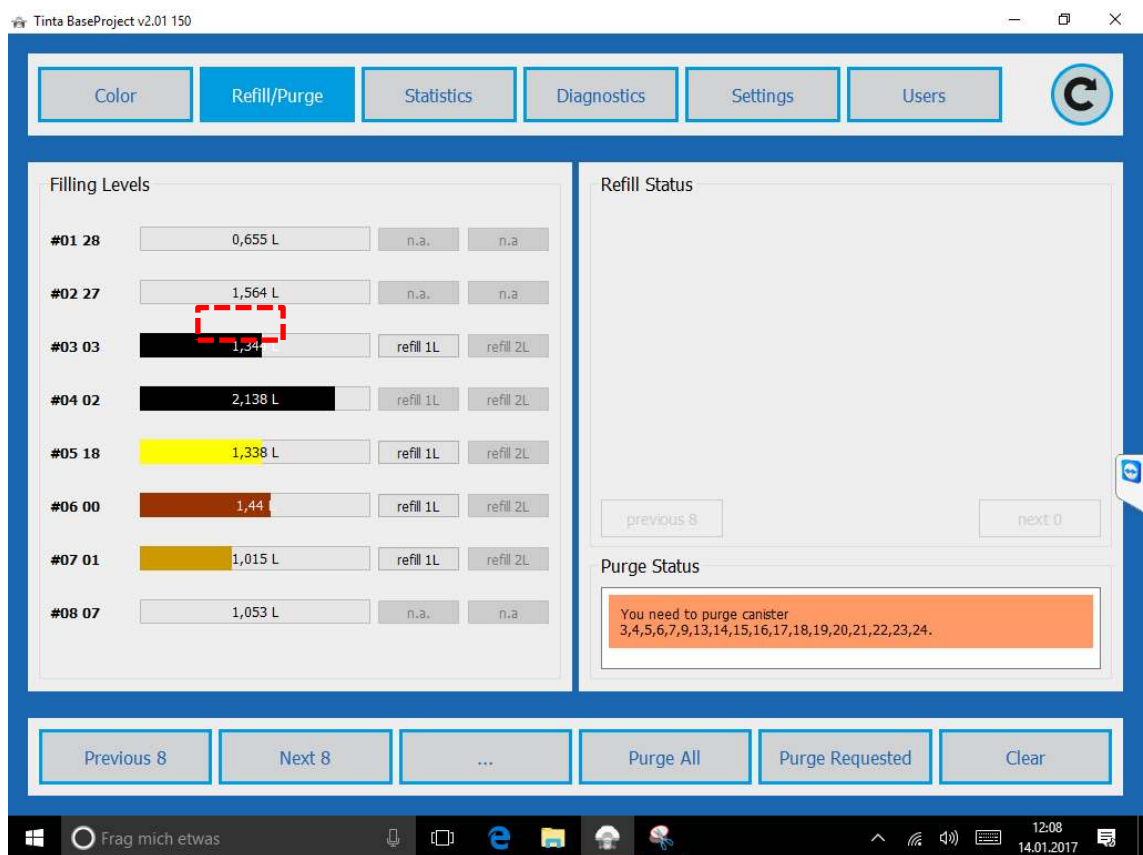 Tinta BaseProject v2.01 150
Color
Refill/Purge
Statistics
Diagnostics
Settings
Users
Filling Levels
#01 28 0,655 L n.a. n.a
#02 27 1,564 L n.a. n.a
#03 03 1,344 L refill 1L refill 2L
#04 02 2,138 L refill 1L refill 2L
#05 18 1,338 L refill 1L refill 2L
#06 00 1,44 L refill 1L refill 2L
#07 01 1,015 L refill 1L refill 2L
#08 07 1,053 L n.a. n.a
Refill Status
previous 8
next 0
Purge Status
You need to purge canister
3,4,5,6,7,9,13,14,15,16,17,18,19,20,21,22,23,24.
Previous 8
Next 8
...
Purge All
Purge Requested
Clear
Frag mich etwas
12:08
14.01.2017